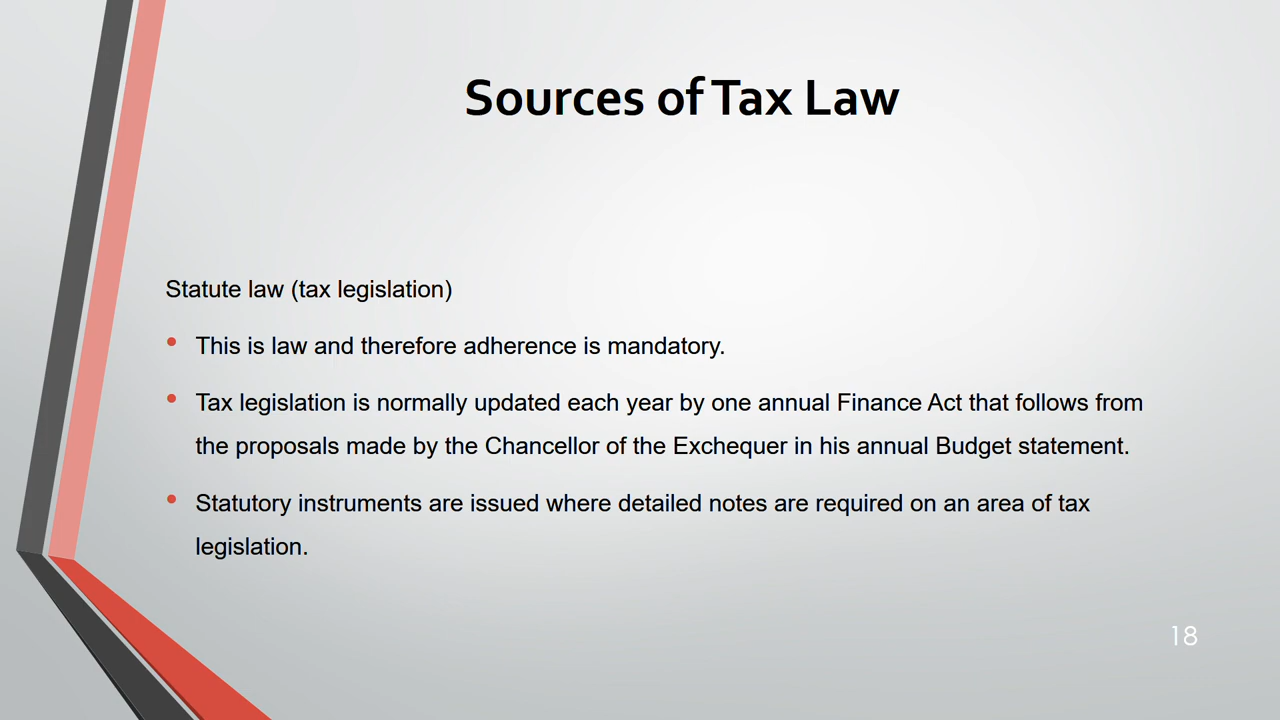 Sources of Tax Law
Statute law (tax legislation)
• This is law and therefore adherence is mandatory.
• Tax legislation is normally updated each year by one annual Finance Act that follows from
the proposals made by the Chancellor of the Exchequer in his annual Budget statement.
• Statutory instruments are issued where detailed notes are required on an area of tax
legislation.
18